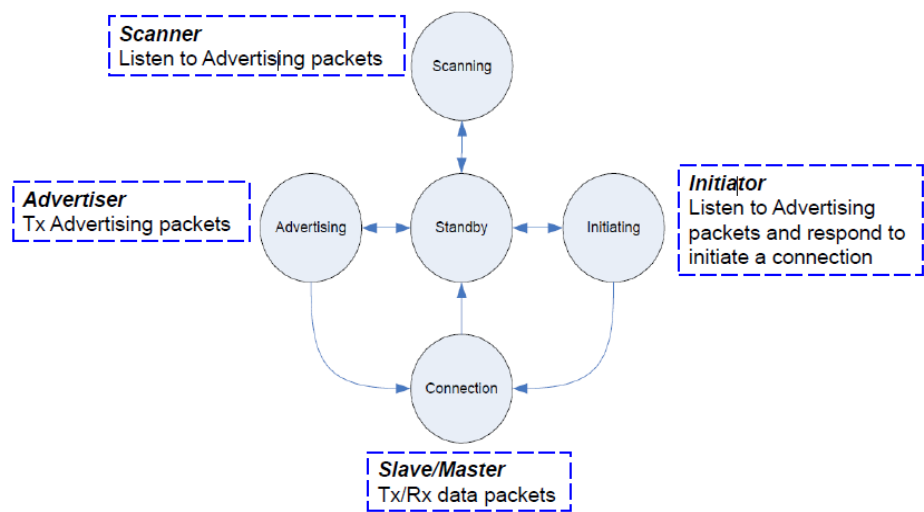 Scanner
Listen to Advertising packets
Scanning
Advertiser
Tx Advertising packets
Advertising
Standby
Initiating
Initiator
Listen to Advertising
packets and respond to
initiate a connection
Connection
Slave/Master
Tx/Rx data packets